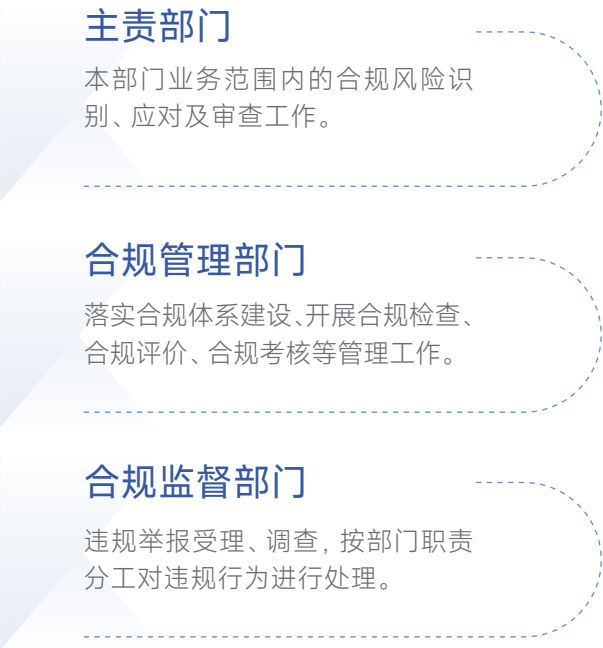 主责部门
本部门业务范围内的合规风险识
别、应对及审查工作。
合规管理部门
落实合规体系建设、开展合规检查、
合规评价、合规考核等管理工作。
合规监督部门
违规举报受理、调查, 按部门职责
分工对违规行为进行处理。